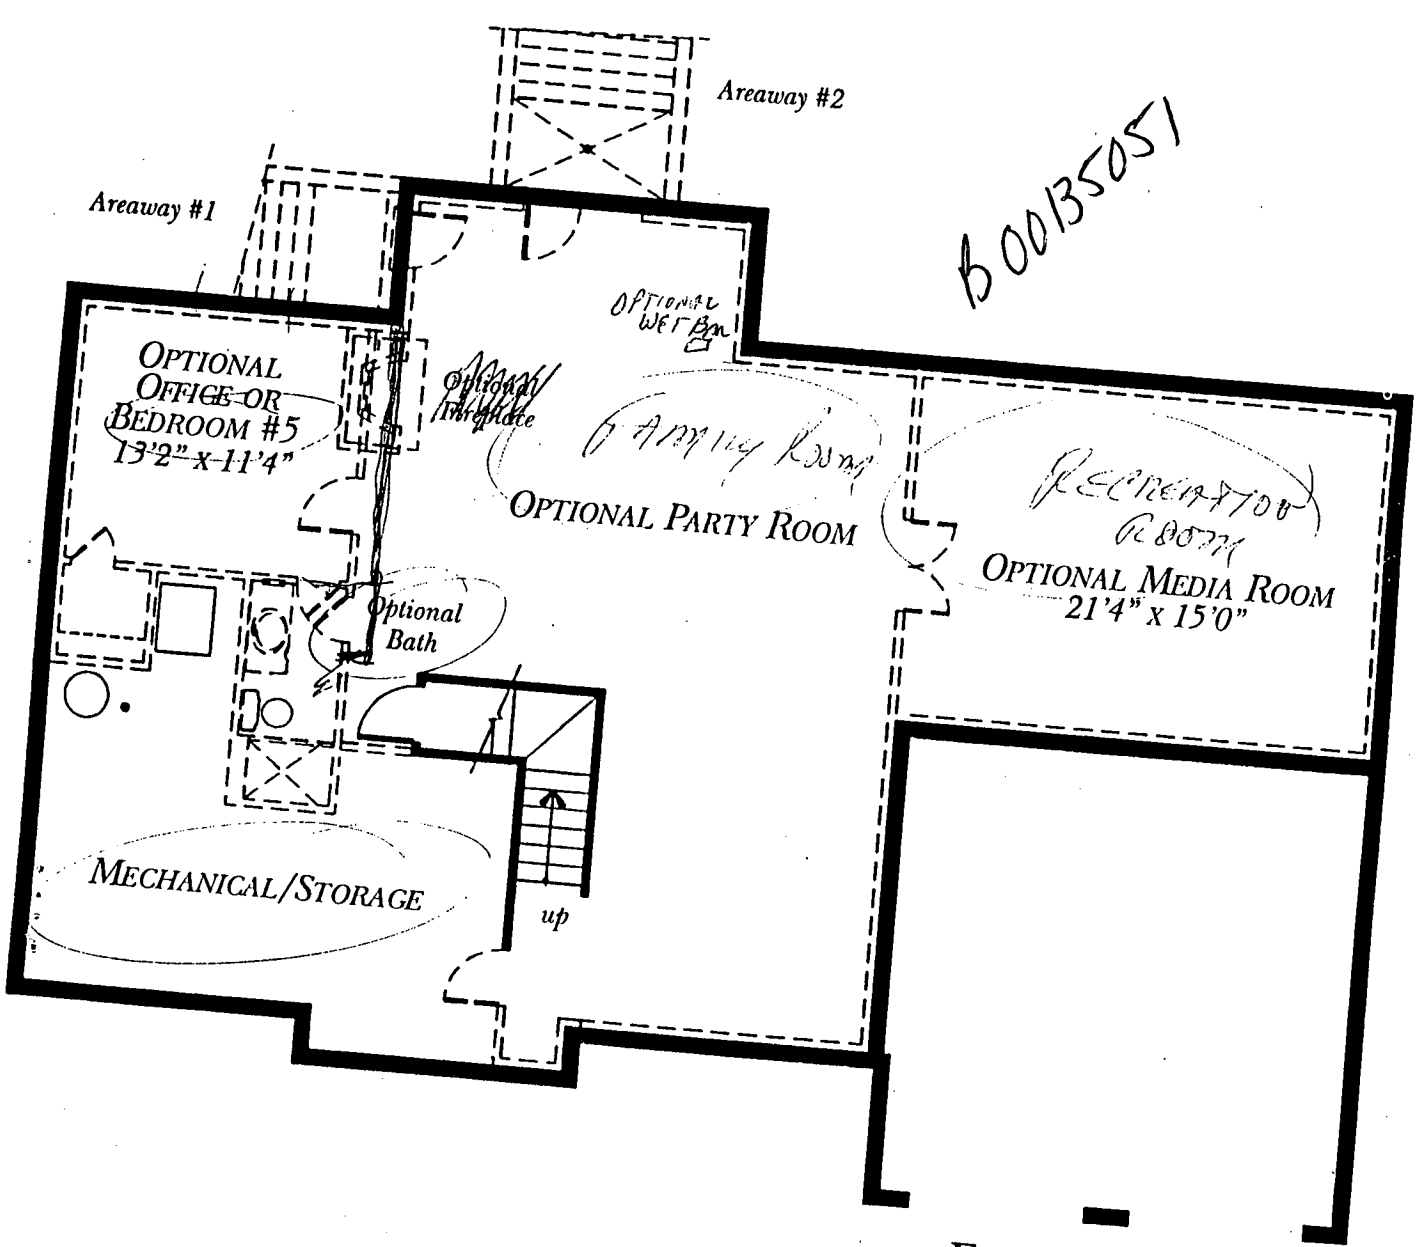 Areaway #2
Areaway #1
B00135051
OPTIONAL
WET BAR
OPTIONAL
OFFICE OR
BEDROOM #5
13'2" x 11'4"
Optional
Fireplace
FAMILY ROOM
RECREATION
ROOM
OPTIONAL PARTY ROOM
OPTIONAL MEDIA ROOM
21'4" x 15'0"
Optional
Bath
MECHANICAL/STORAGE
up